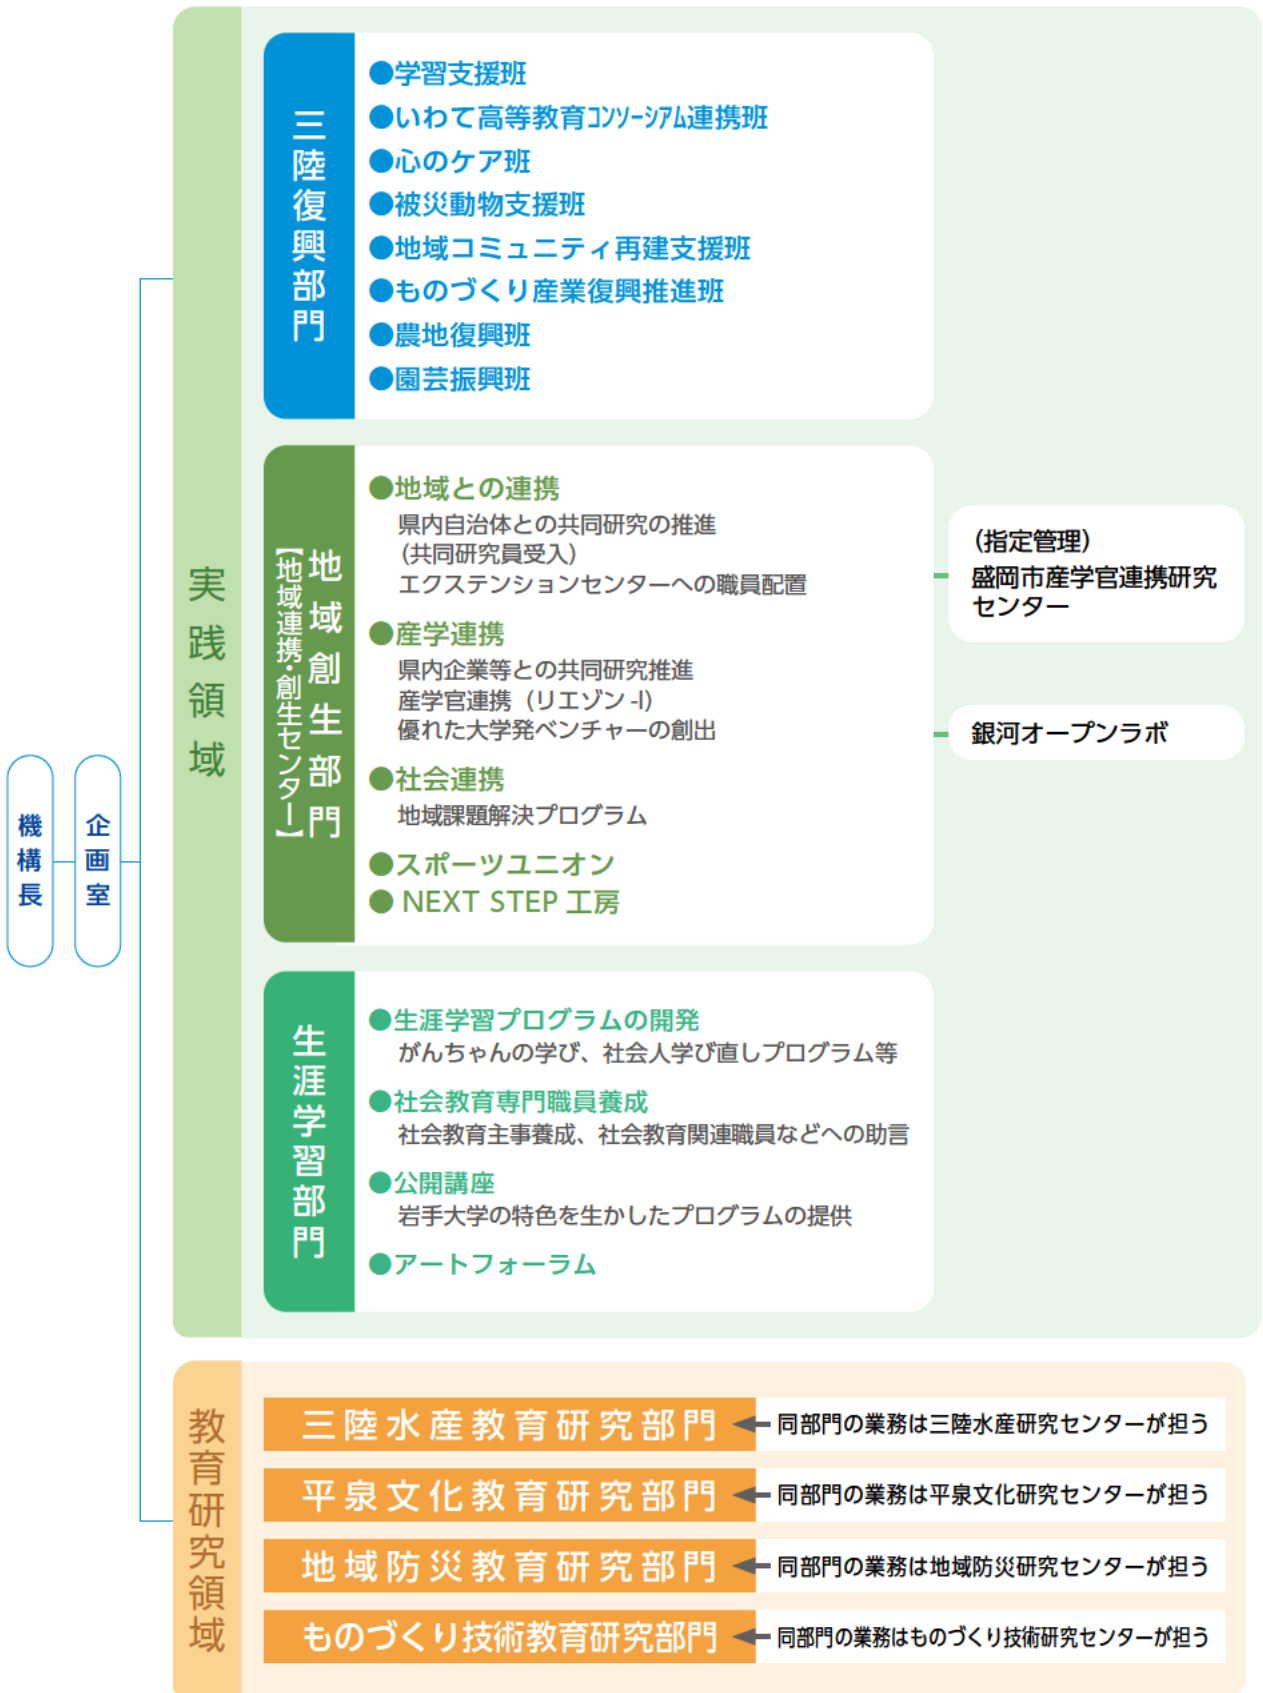 機構長
企画室
実践領域
三陸復興部門
●学習支援班
●いわて高等教育コンソーシアム連携班
●心のケア班
●被災動物支援班
●地域コミュニティ再建支援班
●ものづくり産業復興推進班
●農地復興班
●園芸振興班
地域創生部門
【地域連携・創生センター】
●地域との連携
県内自治体との共同研究の推進
(共同研究員受入)
エクステンションセンターへの職員配置
●産学連携
県内企業等との共同研究推進
産学官連携（リエゾン -I)
優れた大学発ベンチャーの創出
●社会連携
地域課題解決プログラム
●スポーツユニオン
● NEXT STEP 工房
（指定管理）
盛岡市産学官連携研究
センター
銀河オープンラボ
生涯学習部門
●生涯学習プログラムの開発
がんちゃんの学び、社会人学び直しプログラム等
●社会教育専門職員養成
社会教育主事養成、社会教育関連職員などへの助言
●公開講座
岩手大学の特色を生かしたプログラムの提供
●アートフォーラム
教育研究領域
三陸水産教育研究部門
同部門の業務は三陸水産研究センターが担う
平泉文化教育研究部門
同部門の業務は平泉文化研究センターが担う
地域防災教育研究部門
同部門の業務は地域防災研究センターが担う
ものづくり技術教育研究部門
同部門の業務はものづくり技術研究センターが担う